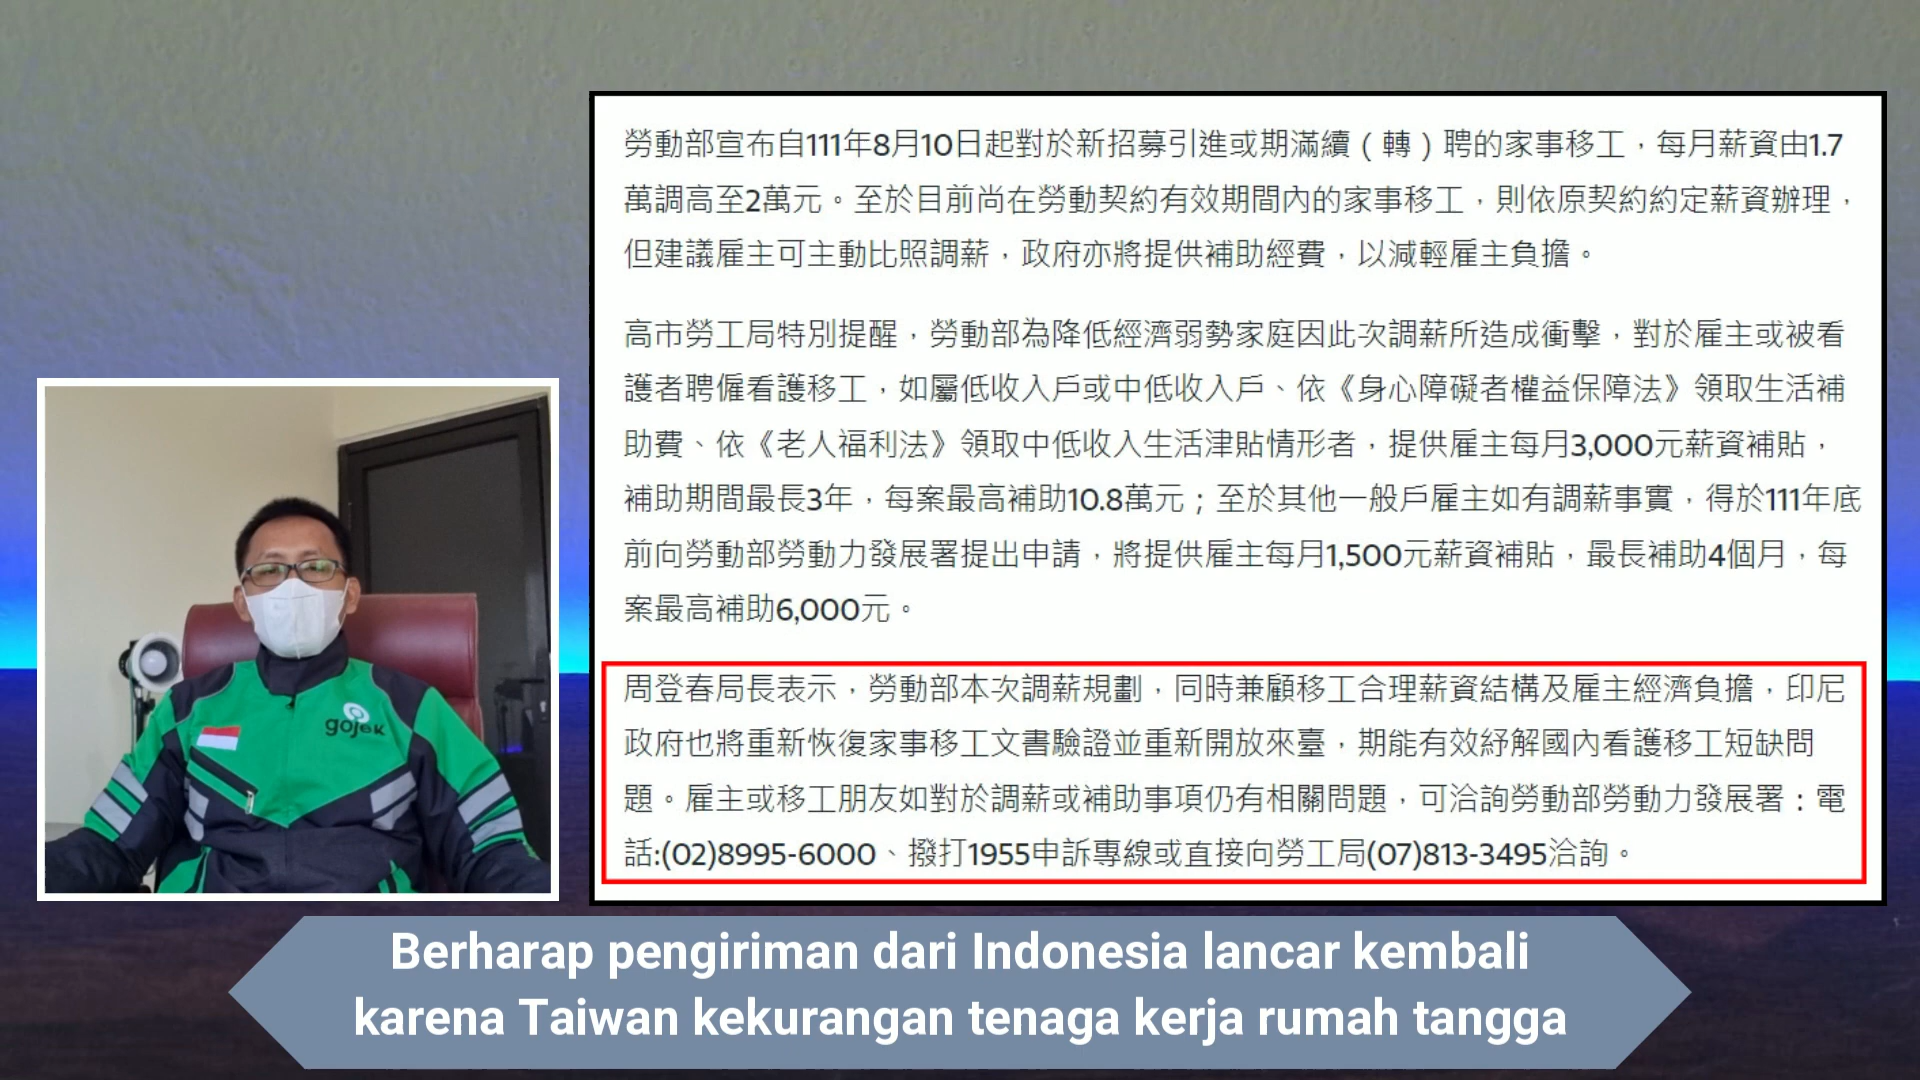 勞動部宣布自111年8月10日起對於新招募引進或期滿續（轉）聘的家事移工，每月薪資由1.7
萬調高至2萬元。至於目前尚在勞動契約有效期間內的家事移工，則依原契約約定薪資辦理，
但建議雇主可主動比照調薪，政府亦將提供補助經費，以減輕雇主負擔。
高市勞工局特別提醒，勞動部為降低經濟弱勢家庭因此次調薪所造成衝擊，對於雇主或被看
護者聘僱看護移工，如屬低收入戶或中低收入戶、依《身心障礙者權益保障法》領取生活補
助費、依《老人福利法》領取中低收入生活津貼情形者，提供雇主每月3,000元薪資補貼，
補助期間最長3年，每案最高補助10.8萬元；至於其他一般戶雇主如有調薪事實，得於111年底
前向勞動部勞動力發展署提出申請，將提供雇主每月1,500元薪資補貼，最長補助4個月，每
案最高補助6,000元。
周登春局長表示，勞動部本次調薪規劃，同時兼顧移工合理薪資結構及雇主經濟負擔，印尼
政府也將重新恢復家事移工文書驗證並重新開放來臺，期能有效紓解國內看護移工短缺問
題。雇主或移工朋友如對於調薪或補助事項仍有相關問題，可洽詢勞動部勞動力發展署：電
話:(02)8995-6000、撥打1955申訴專線或直接向勞工局(07)813-3495洽詢。
gojek
Berharap pengiriman dari Indonesia lancar kembali
karena Taiwan kekurangan tenaga kerja rumah tangga